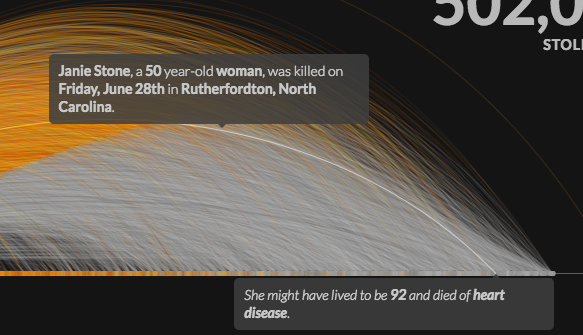 502,0
STOL
Janie Stone, a 50 year-old woman, was killed on
Friday, June 28th in Rutherfordton, North
Carolina.
She might have lived to be 92 and died of heart
disease.